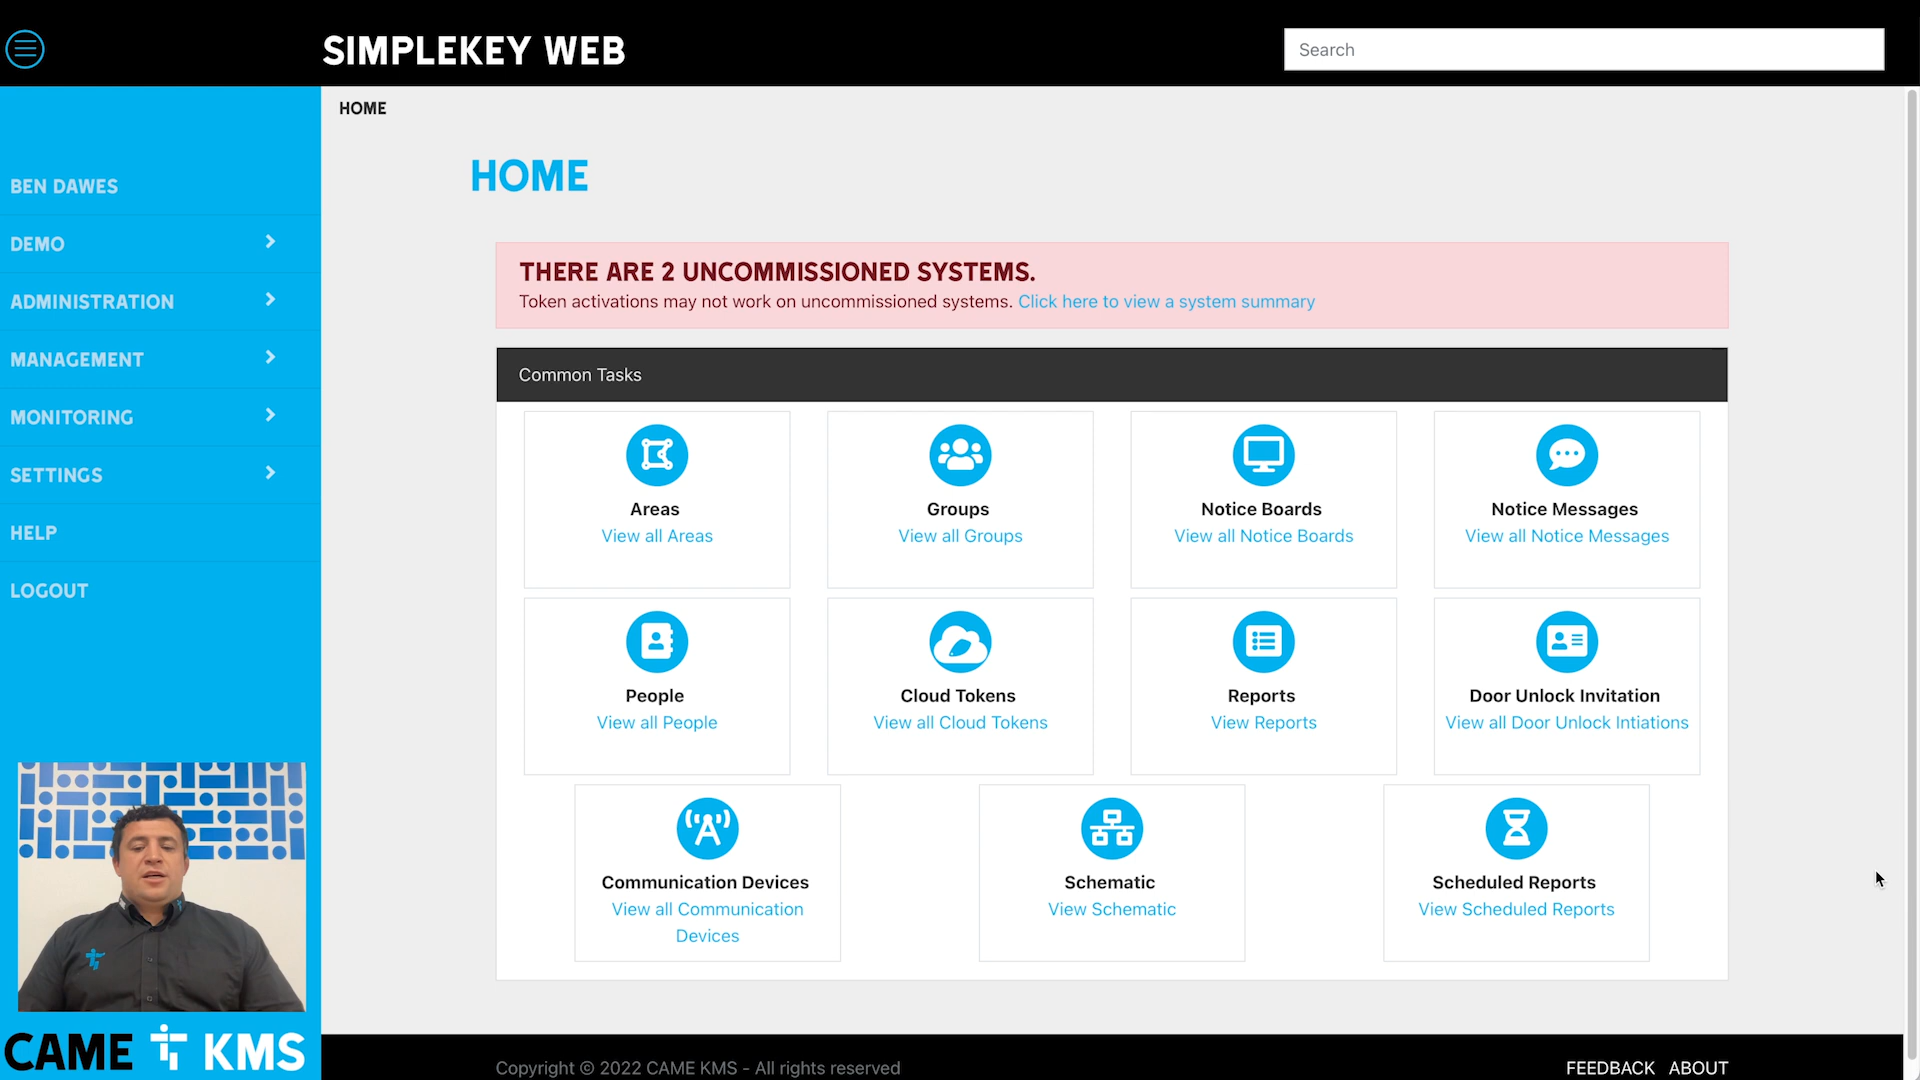 SIMPLEKEY WEB
Search
BEN DAWES
DEMO
ADMINISTRATION
MANAGEMENT
MONITORING
SETTINGS
HELP
LOGOUT
CAME KMS
HOME
HOME
THERE ARE 2 UNCOMMISSIONED SYSTEMS.
Token activations may not work on uncommissioned systems. Click here to view a system summary
Common Tasks
Areas
View all Areas
Groups
View all Groups
Notice Boards
View all Notice Boards
Notice Messages
View all Notice Messages
People
View all People
Cloud Tokens
View all Cloud Tokens
Reports
View Reports
Door Unlock Invitation
View all Door Unlock Intiations
Communication Devices
View all Communication
Devices
Schematic
View Schematic
Scheduled Reports
View Scheduled Reports
Copyright © 2022 CAME KMS - All rights reserved
FEEDBACK ABOUT